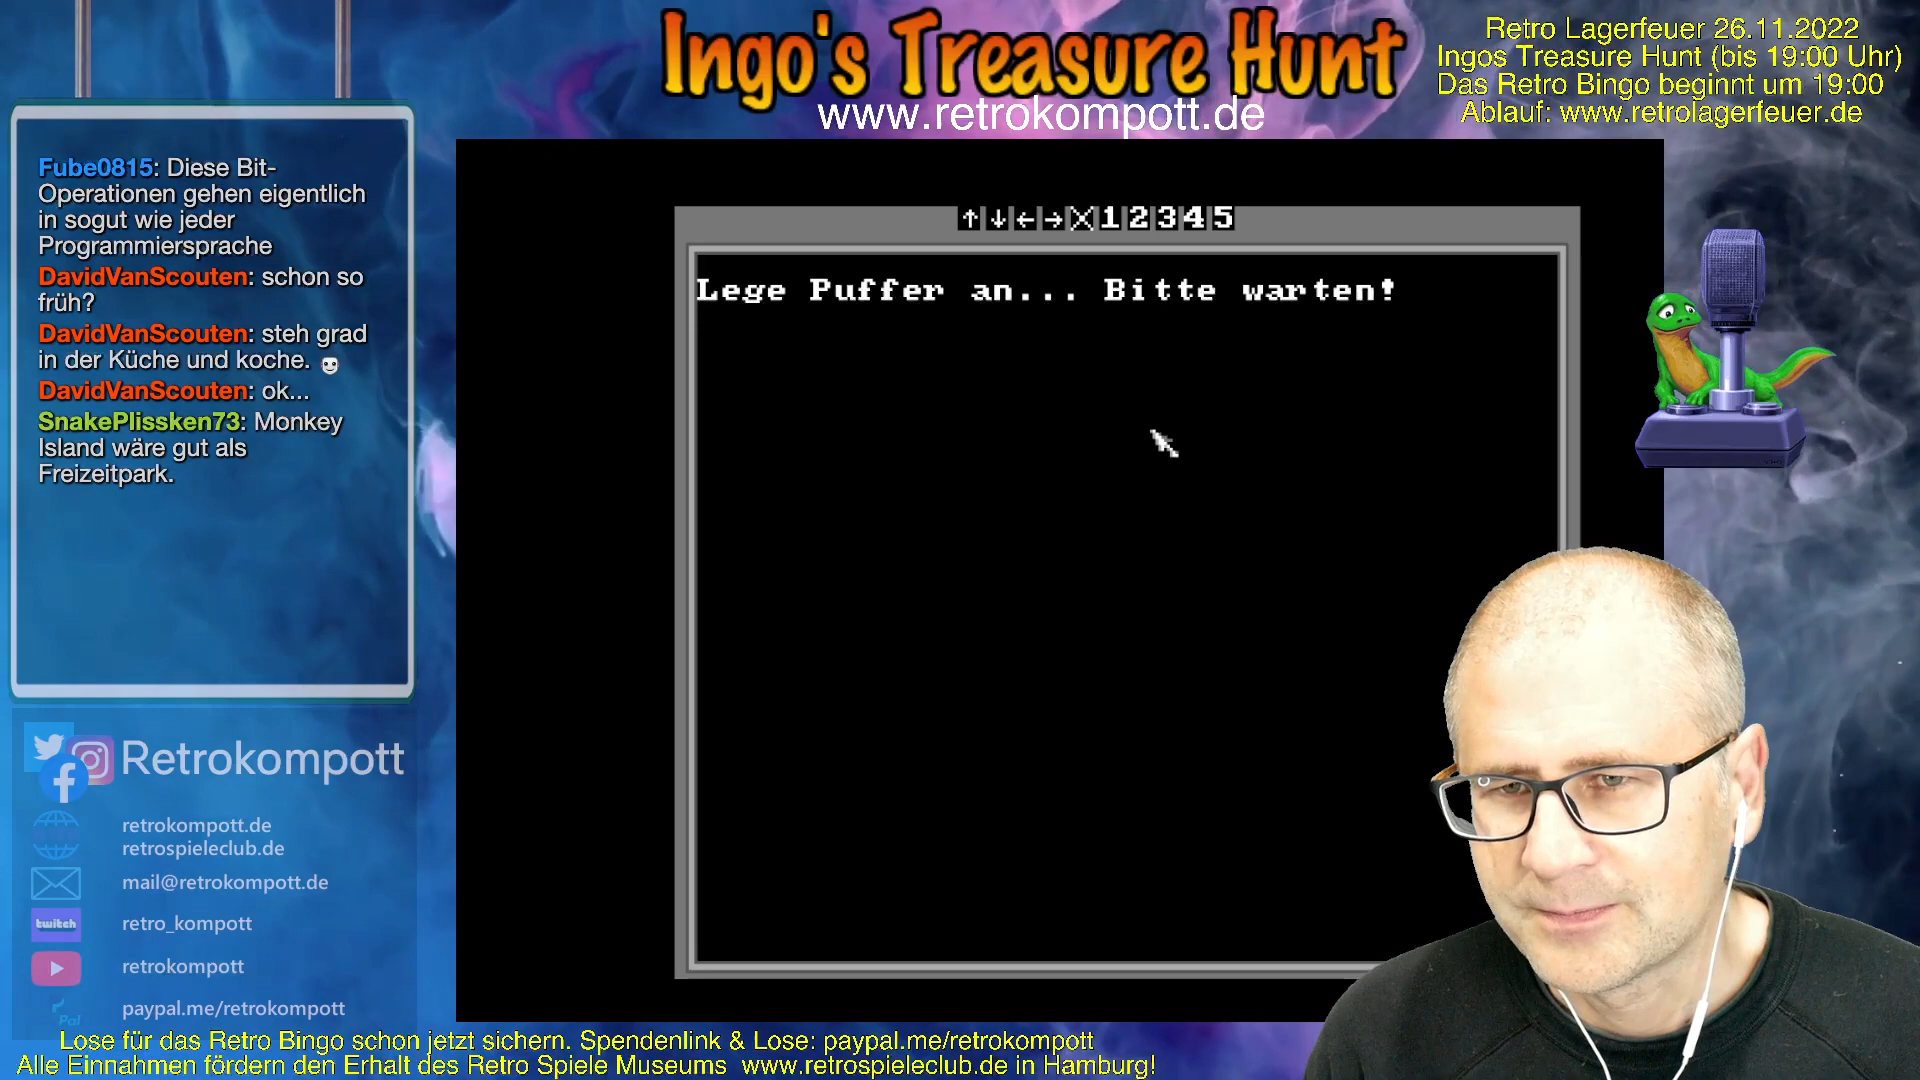 Ingo's Treasure Hunt
www.retrokompott.de
Retro Lagerfeuer 26.11.2022
Ingos Treasure Hunt (bis 19:00 Uhr)
Das Retro Bingo beginnt um 19:00
Ablauf: www.retrolagerfeuer.de
Fube0815: Diese Bit-
Operationen gehen eigentlich
in sogut wie jeder
Programmiersprache
DavidVanScouten: schon so
früh?
DavidVanScouten: steh grad
in der Küche und koche.
DavidVanScouten: ok...
SnakePlissken73: Monkey
Island wäre gut als
Freizeitpark.
↑↓←→X12345
Lege Puffer an... Bitte warten!
Retrokompott
retrokompott.de
retrospieleclub.de
mail@retrokompott.de
twitch
retro_kompott
retrokompott
Pal
paypal.me/retrokompott
Lose für das Retro Bingo schon jetzt sichern. Spendenlink & Lose: paypal.me/retrokompott
Alle Einnahmen fördern den Erhalt des Retro Spiele Museums www.retrospieleclub.de in Hamburg!